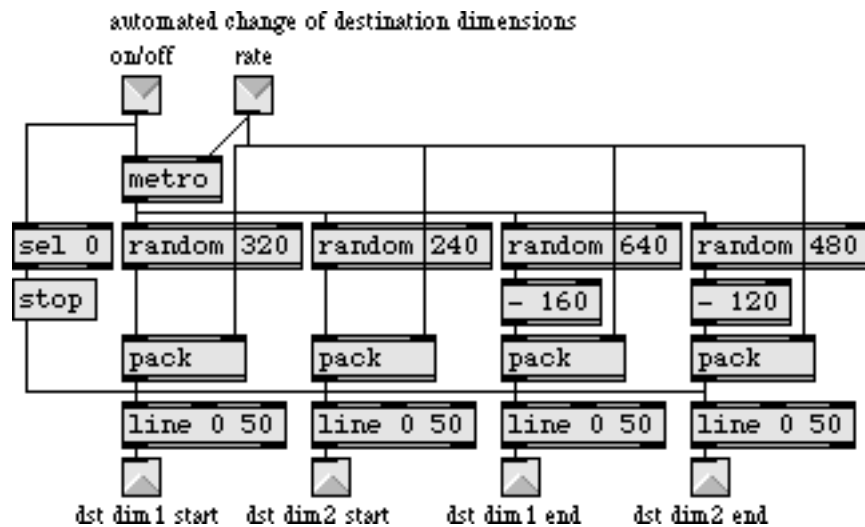 automated change of destination dimensions
on/off rate
metro
sel 0 random 320 random 240 random 640 random 480
stop - 160 - 120
pack pack pack pack
line 0 50 line 0 50 line 0 50 line 0 50
dst dim1 start dst dim2 start dst dim1 end dst dim2 end